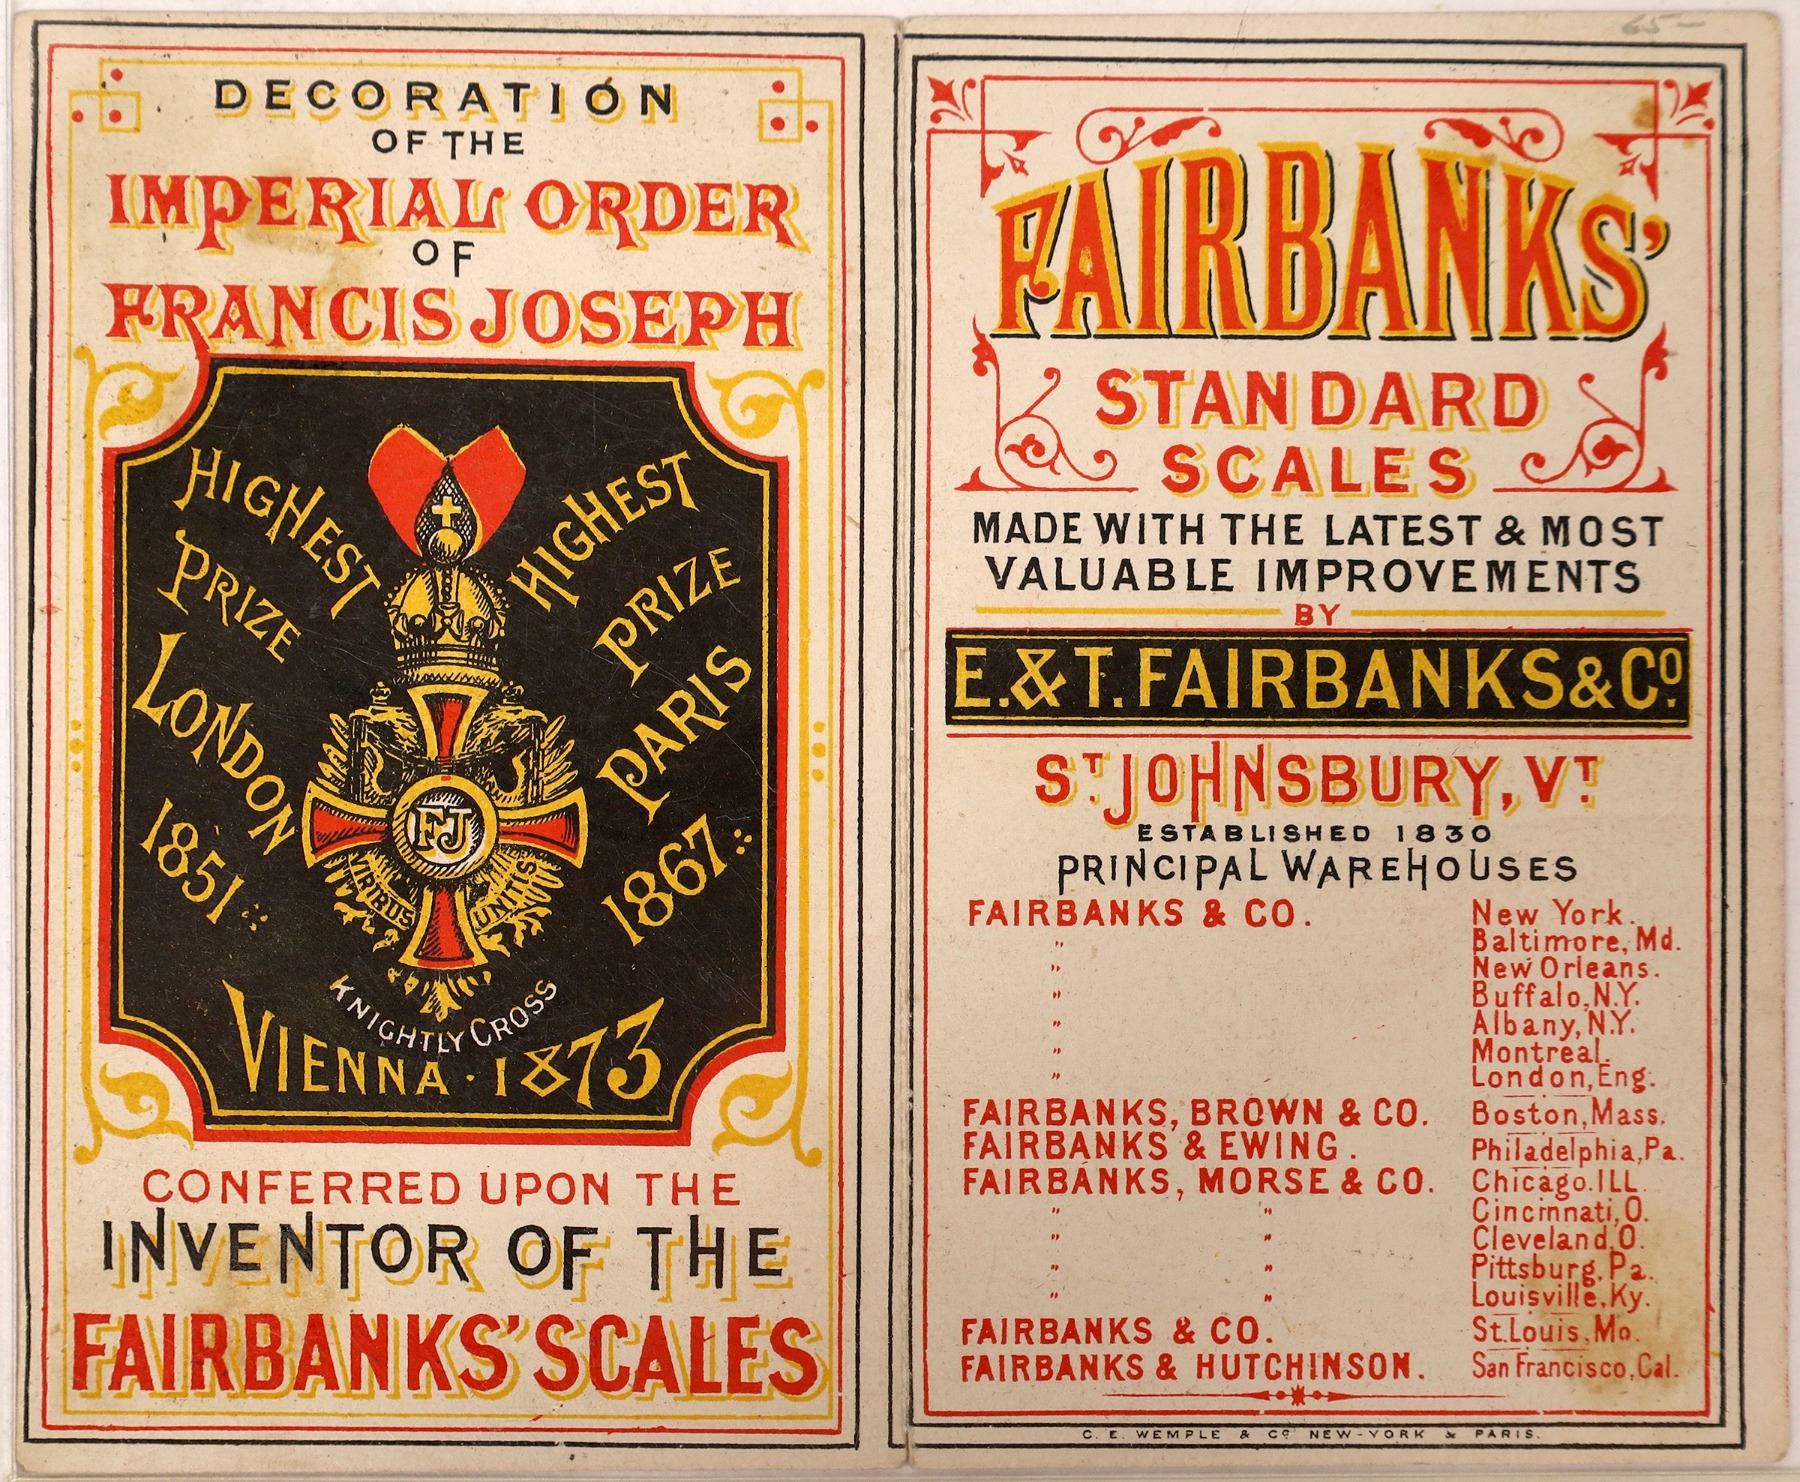 DECORATION
OF THE
IMPERIAL ORDER
OF
FRANCIS JOSEPH
HIGHEST
PRIZE
LONDON
1851
HIGHEST
PRIZE
PARIS
1867
FJ
VIRIBUS
UNITIS
KNIGHTLY CROSS
VIENNA · 1873
CONFERRED UPON THE
INVENTOR OF THE
FAIRBANKS' SCALES
65-
FAIRBANKS'
STANDARD
SCALES
MADE WITH THE LATEST & MOST
VALUABLE IMPROVEMENTS
BY
E. & T. FAIRBANKS & CO.
ST JOHNSBURY, VT
ESTABLISHED 1830
PRINCIPAL WAREHOUSES
FAIRBANKS & CO. New York.
" Baltimore, Md.
" New Orleans.
" Buffalo, N.Y.
" Albany, N.Y.
" Montreal.
" London, Eng.
FAIRBANKS, BROWN & CO. Boston, Mass.
FAIRBANKS & EWING. Philadelphia, Pa.
FAIRBANKS, MORSE & CO. Chicago. ILL
" " Cincinnati, O.
" " Cleveland, O.
" " Pittsburg, Pa.
" " Louisville, Ky.
FAIRBANKS & CO. St. Louis, Mo.
FAIRBANKS & HUTCHINSON. San Francisco, Cal.
C. E. WEMPLE & CO NEW-YORK & PARIS.